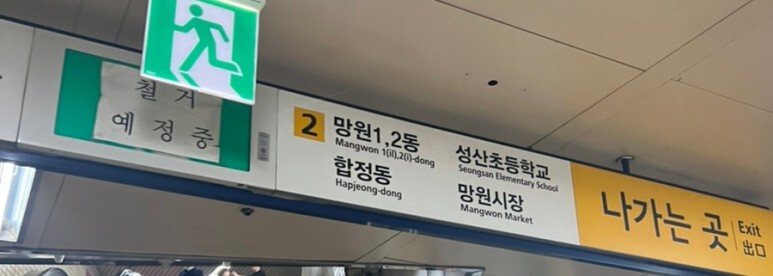 철거
예정중
2
망원1,2동
Mangwon 1(il),2(i)-dong
합정동
Hapjeong-dong
성산초등학교
Seongsan Elementary School
망원시장
Mangwon Market
나가는 곳
Exit
出口